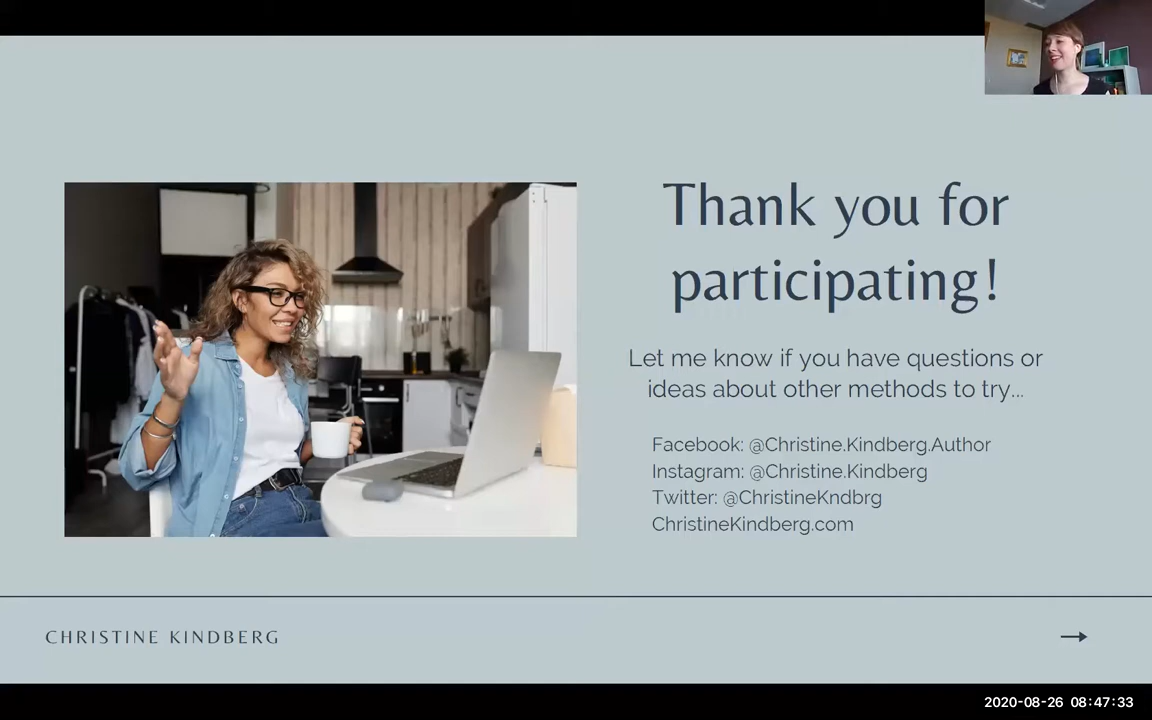 Thank you for
participating!
Let me know if you have questions or
ideas about other methods to try...
Facebook: @Christine.Kindberg.Author
Instagram: @Christine.Kindberg
Twitter: @ChristineKndbrg
ChristineKindberg.com
CHRISTINE KINDBERG
2020-08-26 08:47:33